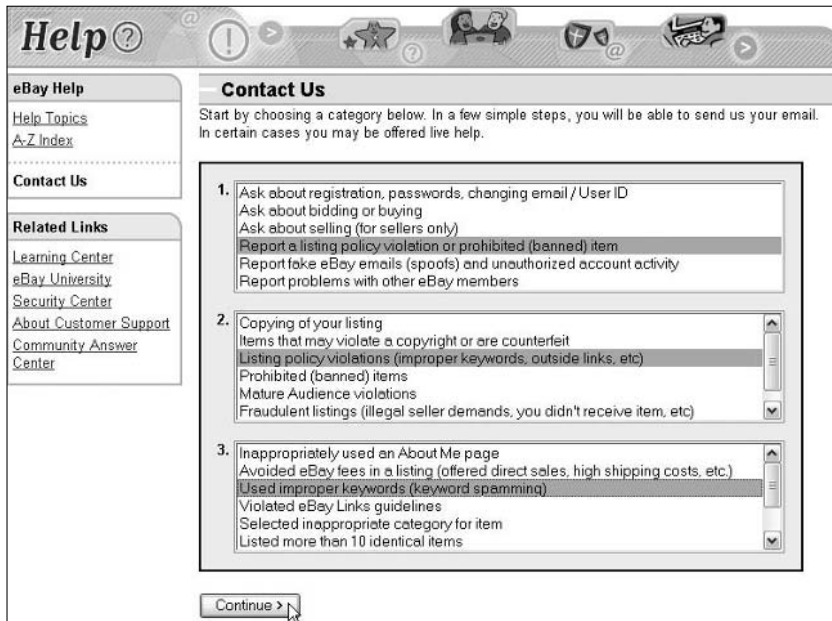 Help
eBay Help
Help Topics
A-Z Index
Contact Us
Related Links
Learning Center
eBay University
Security Center
About Customer Support
Community Answer
Center
Contact Us
Start by choosing a category below. In a few simple steps, you will be able to send us your email.
In certain cases you may be offered live help.
1. Ask about registration, passwords, changing email / User ID
Ask about bidding or buying
Ask about selling (for sellers only)
Report a listing policy violation or prohibited (banned) item
Report fake eBay emails (spoofs) and unauthorized account activity
Report problems with other eBay members
2. Copying of your listing
Items that may violate a copyright or are counterfeit
Listing policy violations (improper keywords, outside links, etc)
Prohibited (banned) items
Mature Audience violations
Fraudulent listings (illegal seller demands, you didn't receive item, etc)
3. Inappropriately used an About Me page
Avoided eBay fees in a listing (offered direct sales, high shipping costs, etc.)
Used improper keywords (keyword spamming)
Violated eBay Links guidelines
Selected inappropriate category for item
Listed more than 10 identical items
Continue >